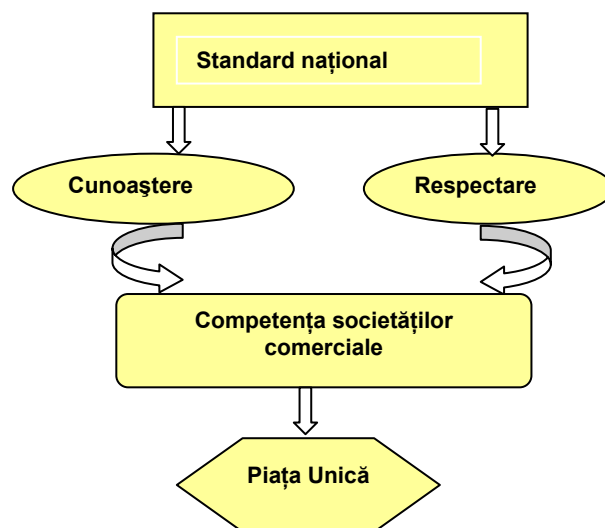 Standard național
Cunoaştere
Respectare
Competența societăților
comerciale
Piața Unică